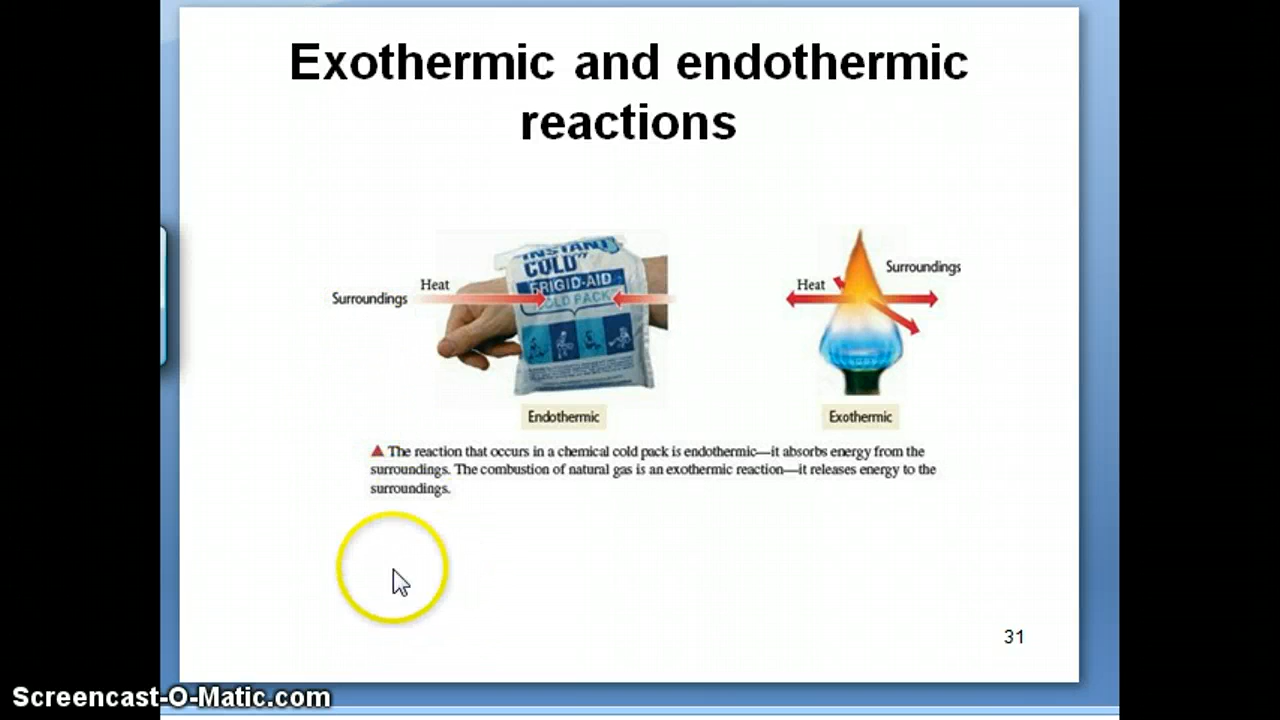 Exothermic and endothermic
reactions
INSTANT
COLD"
FRIGID-AID
COLD PACK
Heat
Surroundings
Endothermic
Surroundings
Heat
Exothermic
▲ The reaction that occurs in a chemical cold pack is endothermic—it absorbs energy from the
surroundings. The combustion of natural gas is an exothermic reaction—it releases energy to the
surroundings.
31
Screencast-O-Matic.com